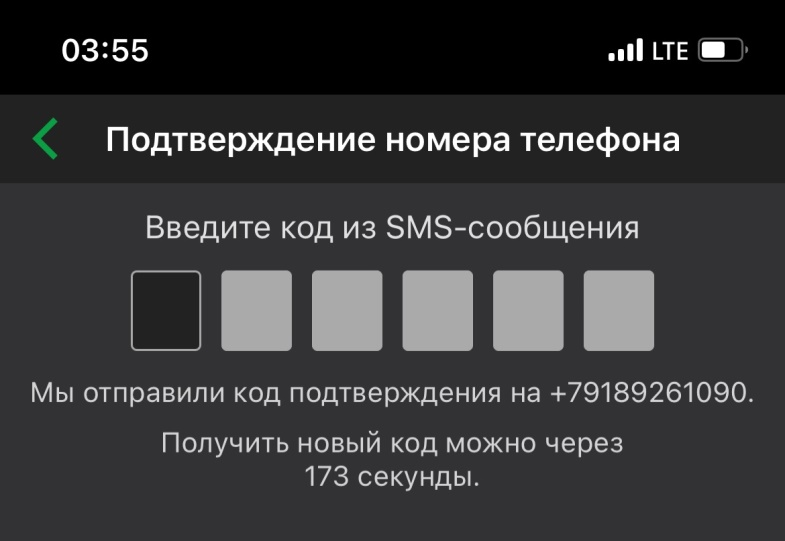 03:55 LTE
Подтверждение номера телефона
Введите код из SMS-сообщения
Мы отправили код подтверждения на +79189261090.
Получить новый код можно через
173 секунды.